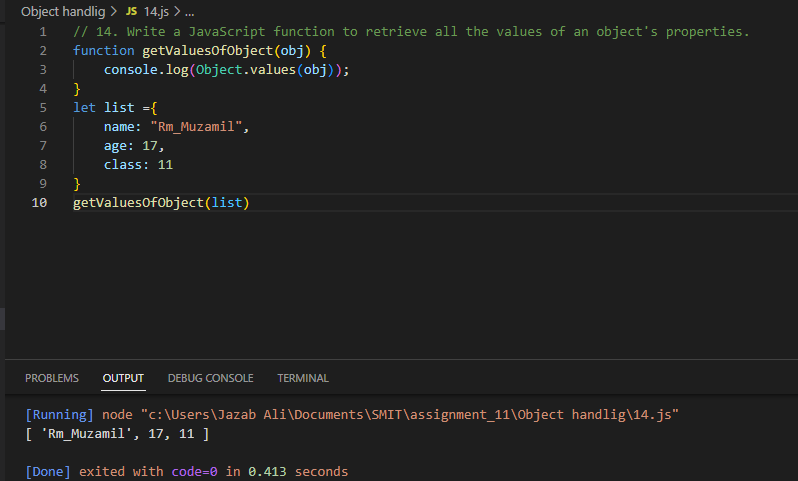 Object handlig > JS 14.js > ...
1 // 14. Write a JavaScript function to retrieve all the values of an object's properties.
2 function getValuesOfObject(obj) {
3 console.log(Object.values(obj));
4 }
5 let list ={
6 name: "Rm_Muzamil",
7 age: 17,
8 class: 11
9 }
10 getValuesOfObject(list)
PROBLEMS OUTPUT DEBUG CONSOLE TERMINAL
[Running] node "c:\Users\Jazab Ali\Documents\SMIT\assignment_11\Object handlig\14.js"
[ 'Rm_Muzamil', 17, 11 ]
[Done] exited with code=0 in 0.413 seconds